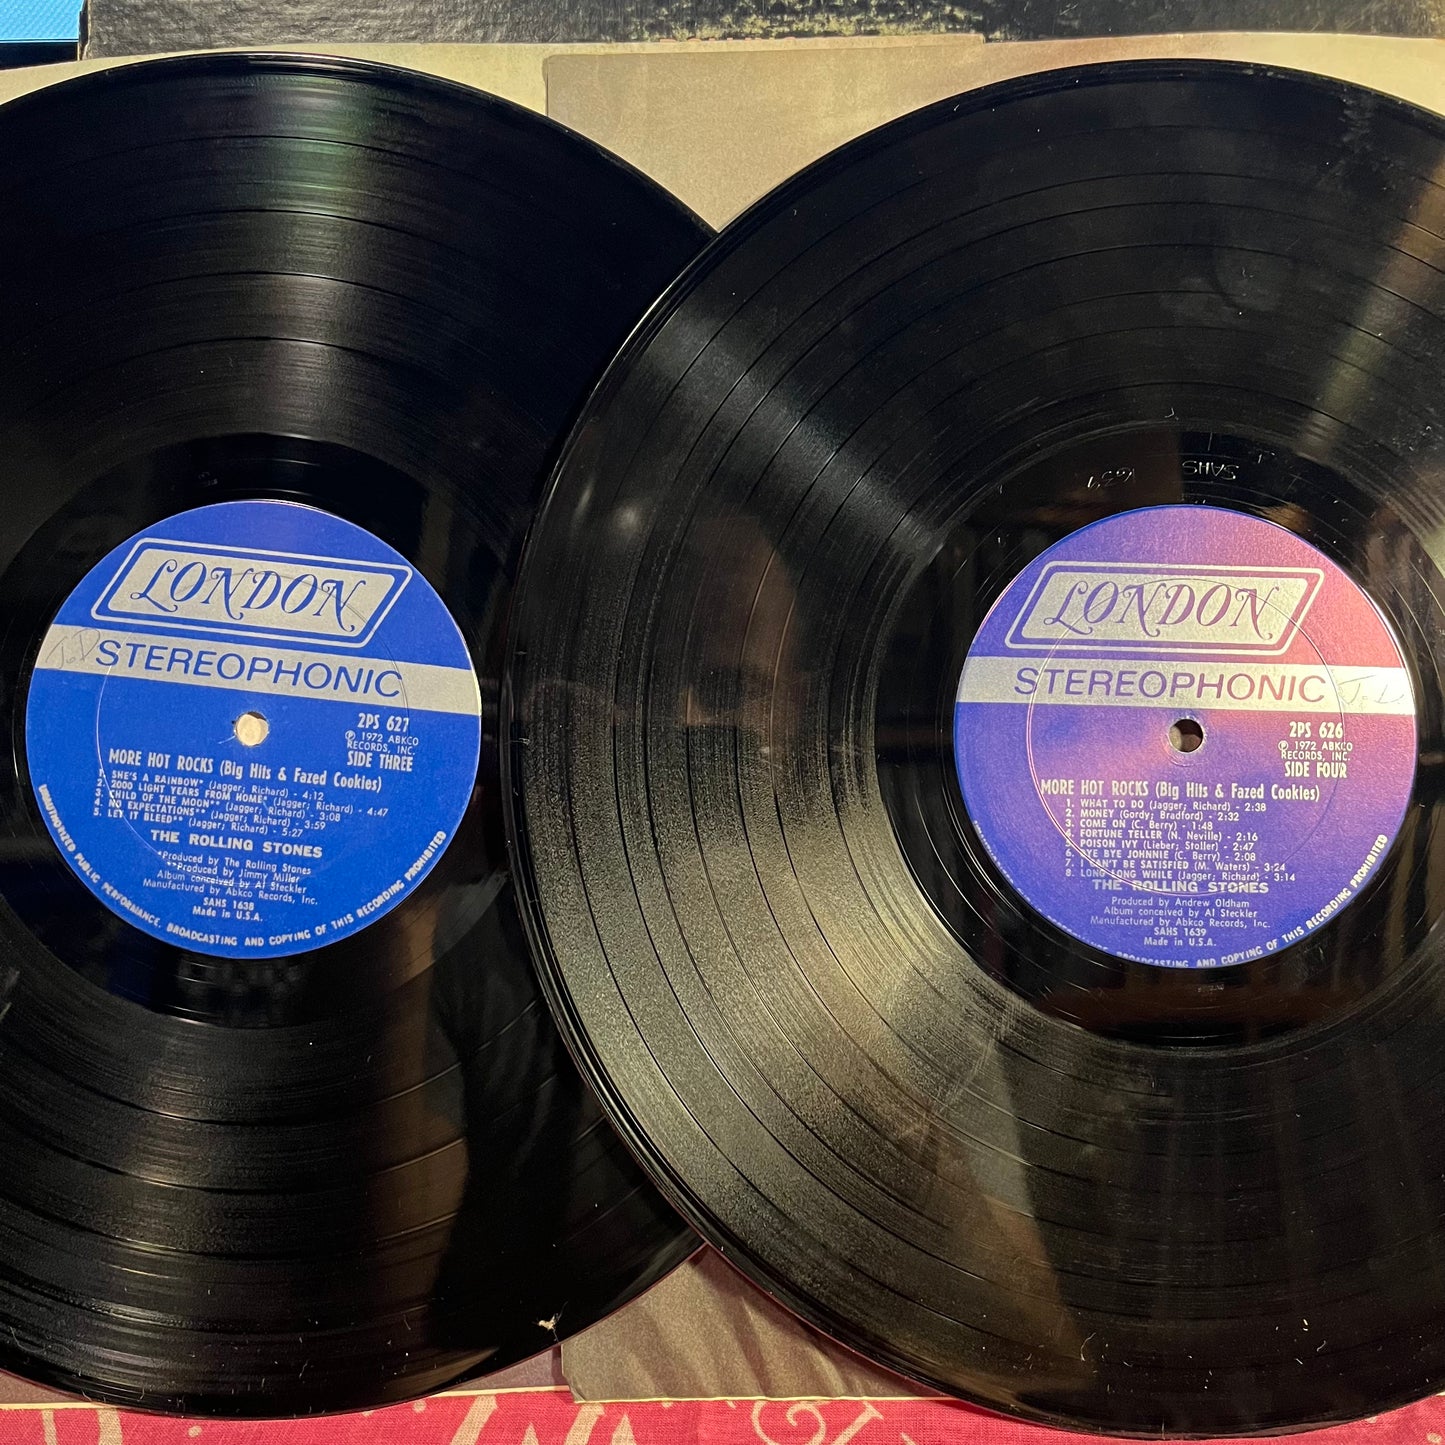 LONDON
J.D
STEREOPHONIC
2PS 627
℗ 1972 ABKCO
RECORDS, INC.
SIDE THREE
MORE HOT ROCKS (Big Hits & Fazed Cookies)
1. SHE'S A RAINBOW* (Jagger; Richard) - 4:12
2. 2000 LIGHT YEARS FROM HOME* (Jagger; Richard) - 4:47
3. CHILD OF THE MOON** (Jagger; Richard) - 3:08
4. NO EXPECTATIONS** (Jagger; Richard) - 3:59
5. LET IT BLEED** (Jagger; Richard) - 5:27
THE ROLLING STONES
*Produced by The Rolling Stones
**Produced by Jimmy Miller
Album conceived by Al Steckler
Manufactured by Abkco Records, Inc.
SAHS 1638
Made in U.S.A.
UNAUTHORIZED PUBLIC PERFORMANCE, BROADCASTING AND COPYING OF THIS RECORDING PROHIBITED
SAHS 1639
LONDON
STEREOPHONIC
J.D.
2PS 626
℗ 1972 ABKCO
RECORDS, INC.
SIDE FOUR
MORE HOT ROCKS (Big Hits & Fazed Cookies)
1. WHAT TO DO (Jagger; Richard) - 2:38
2. MONEY (Gordy; Bradford) - 2:32
3. COME ON (C. Berry) - 1:48
4. FORTUNE TELLER (N. Neville) - 2:16
5. POISON IVY (Lieber; Stoller) - 2:47
6. BYE BYE JOHNNIE (C. Berry) - 2:08
7. I CAN'T BE SATISFIED (M. Waters) - 3:24
8. LONG LONG WHILE (Jagger; Richard) - 3:14
THE ROLLING STONES
Produced by Andrew Oldham
Album conceived by Al Steckler
Manufactured by Abkco Records, Inc.
SAHS 1639
Made in U.S.A.
BROADCASTING AND COPYING OF THIS RECORDING PROHIBITED